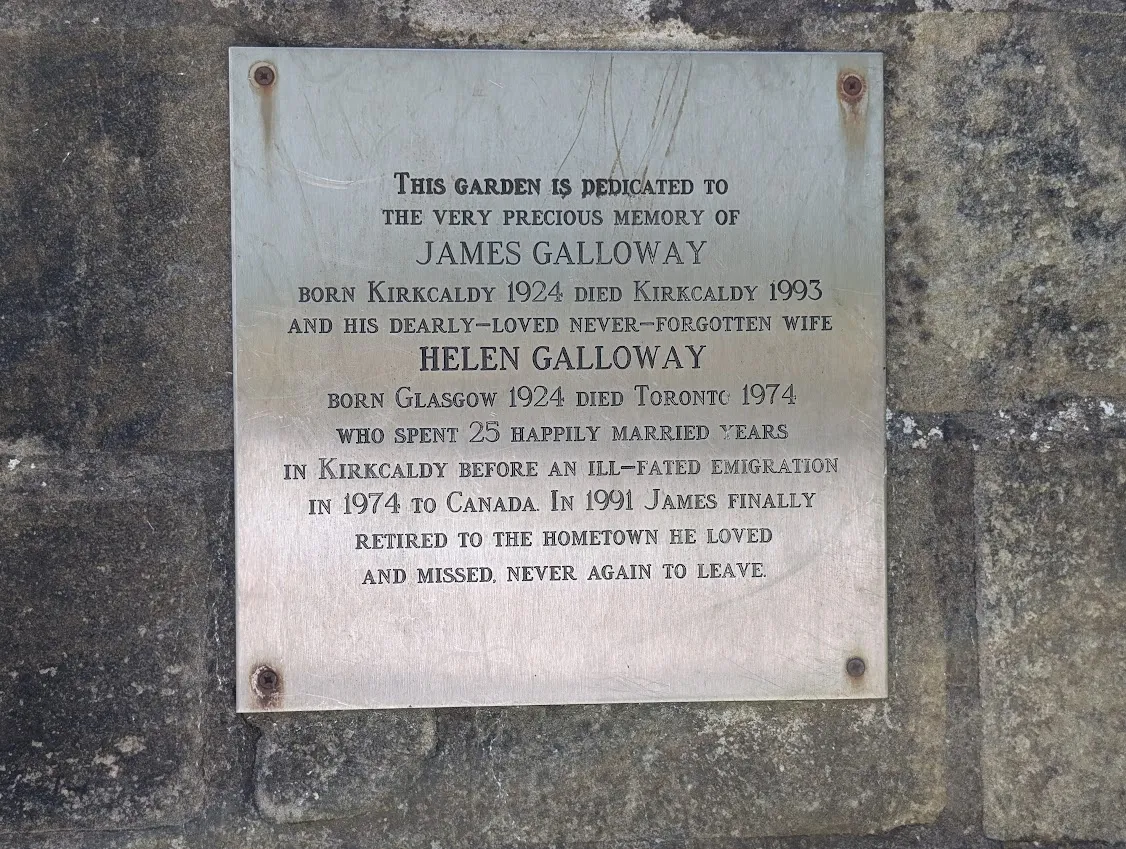 THIS GARDEN IS DEDICATED TO
THE VERY PRECIOUS MEMORY OF
JAMES GALLOWAY
BORN KIRKCALDY 1924 DIED KIRKCALDY 1993
AND HIS DEARLY-LOVED NEVER-FORGOTTEN WIFE
HELEN GALLOWAY
BORN GLASGOW 1924 DIED TORONTO 1974
WHO SPENT 25 HAPPILY MARRIED YEARS
IN KIRKCALDY BEFORE AN ILL-FATED EMIGRATION
IN 1974 TO CANADA. IN 1991 JAMES FINALLY
RETIRED TO THE HOMETOWN HE LOVED
AND MISSED, NEVER AGAIN TO LEAVE.